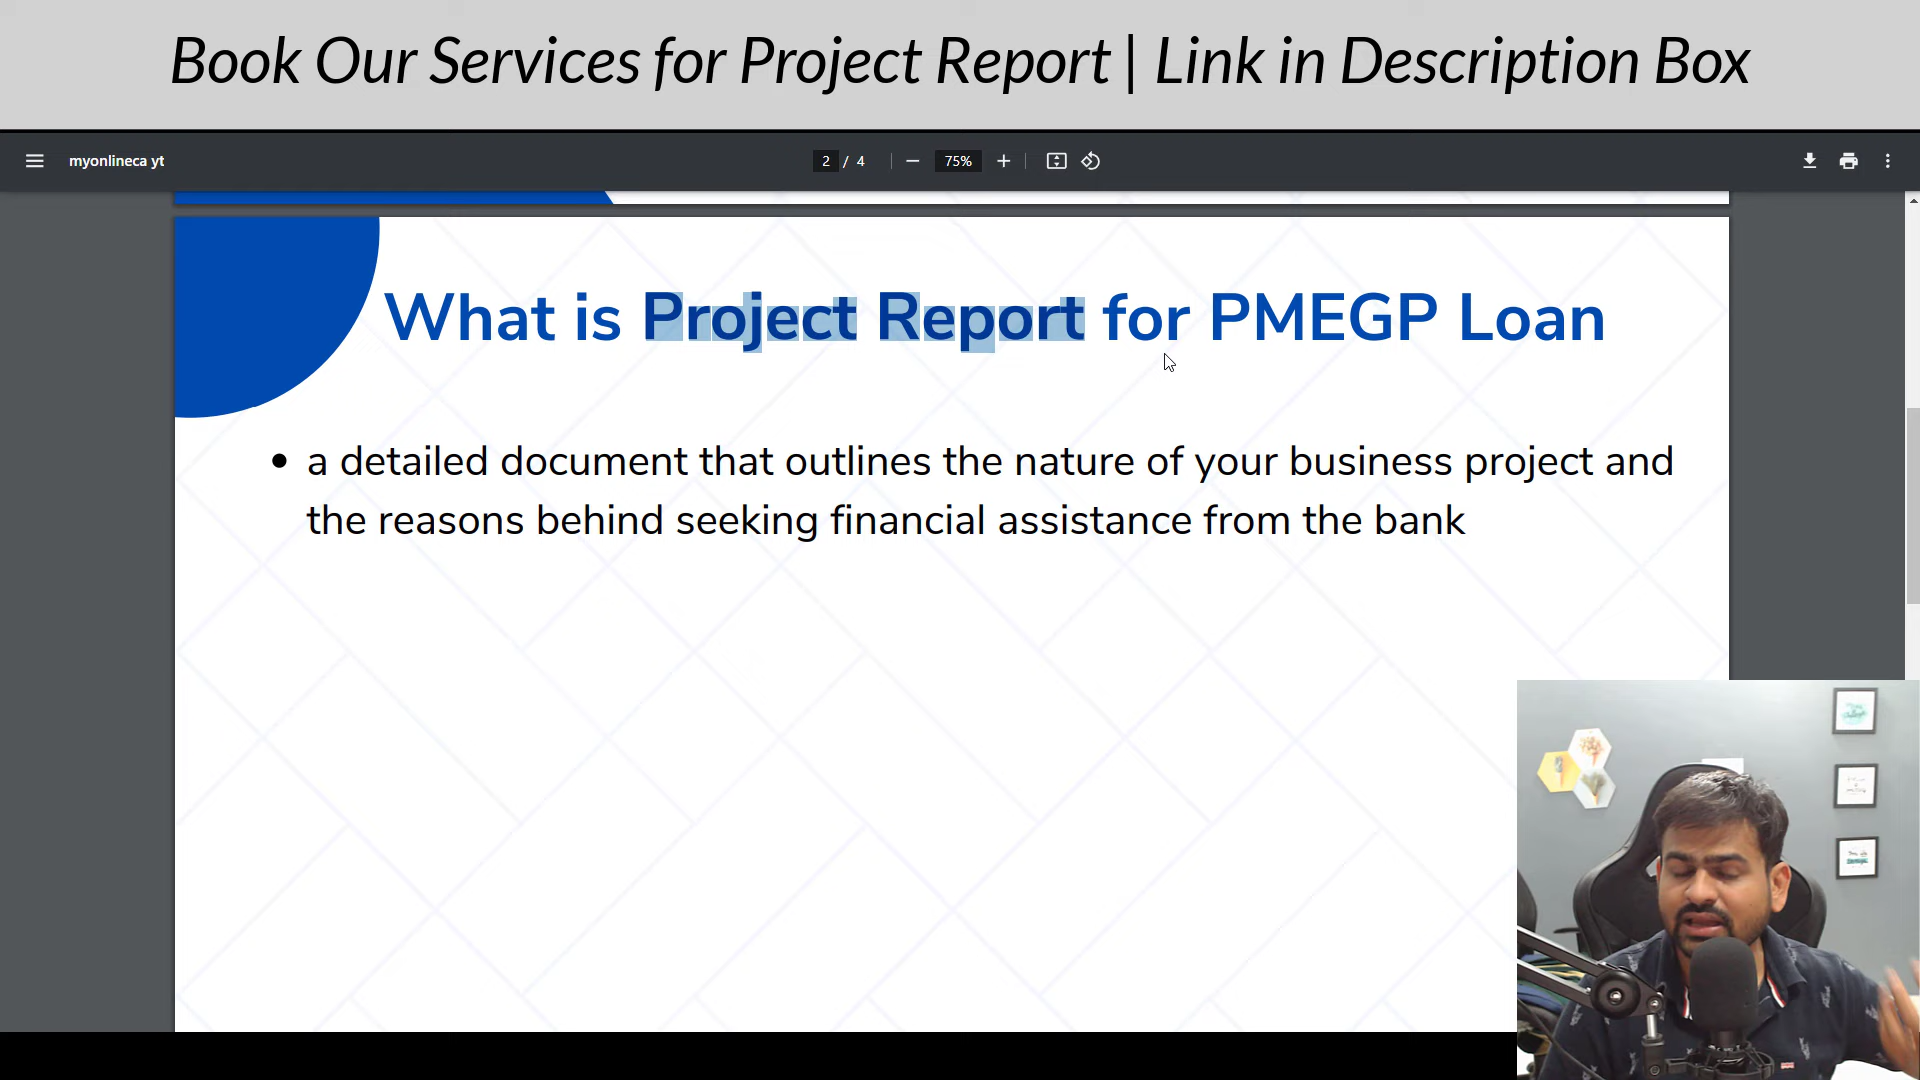 Book Our Services for Project Report | Link in Description Box
myonlineca yt
2 / 4
75%
What is Project Report for PMEGP Loan
• a detailed document that outlines the nature of your business project and
the reasons behind seeking financial assistance from the bank